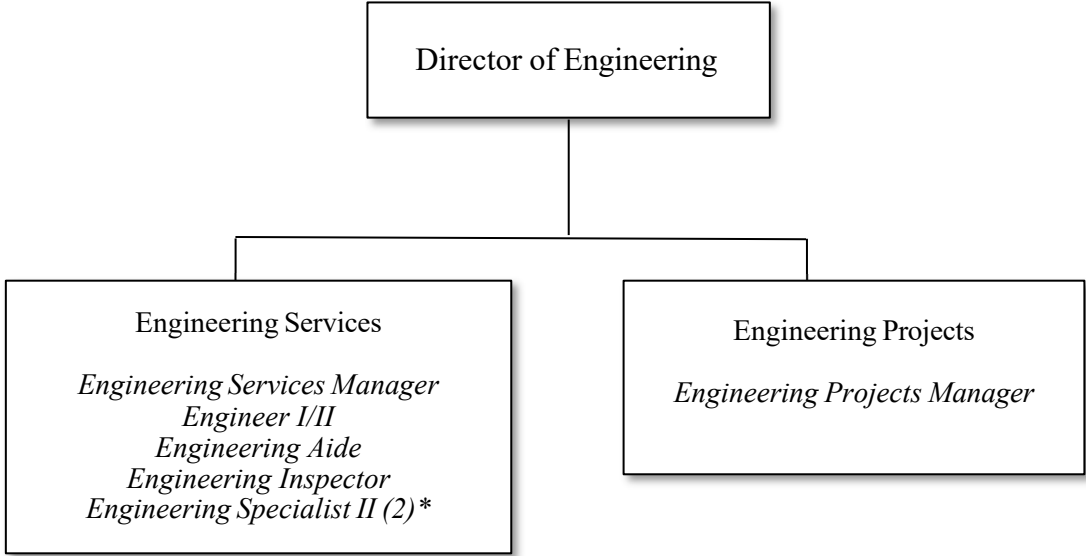 Director of Engineering
Engineering Services
Engineering Services Manager
Engineer I/II
Engineering Aide
Engineering Inspector
Engineering Specialist II (2)*
Engineering Projects
Engineering Projects Manager